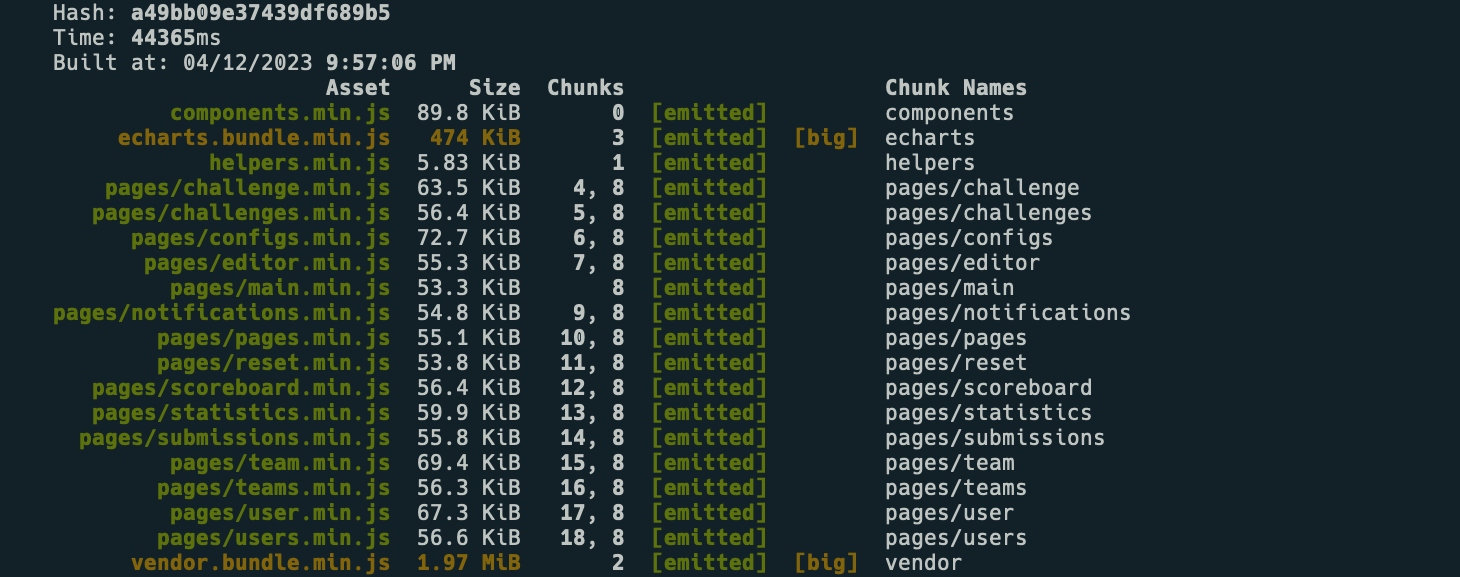 Hash: a49bb09e37439df689b5
Time: 44365ms
Built at: 04/12/2023 9:57:06 PM
Asset Size Chunks Chunk Names
components.min.js 89.8 KiB 0 [emitted] components
echarts.bundle.min.js 474 KiB 3 [emitted] [big] echarts
helpers.min.js 5.83 KiB 1 [emitted] helpers
pages/challenge.min.js 63.5 KiB 4, 8 [emitted] pages/challenge
pages/challenges.min.js 56.4 KiB 5, 8 [emitted] pages/challenges
pages/configs.min.js 72.7 KiB 6, 8 [emitted] pages/configs
pages/editor.min.js 55.3 KiB 7, 8 [emitted] pages/editor
pages/main.min.js 53.3 KiB 8 [emitted] pages/main
pages/notifications.min.js 54.8 KiB 9, 8 [emitted] pages/notifications
pages/pages.min.js 55.1 KiB 10, 8 [emitted] pages/pages
pages/reset.min.js 53.8 KiB 11, 8 [emitted] pages/reset
pages/scoreboard.min.js 56.4 KiB 12, 8 [emitted] pages/scoreboard
pages/statistics.min.js 59.9 KiB 13, 8 [emitted] pages/statistics
pages/submissions.min.js 55.8 KiB 14, 8 [emitted] pages/submissions
pages/team.min.js 69.4 KiB 15, 8 [emitted] pages/team
pages/teams.min.js 56.3 KiB 16, 8 [emitted] pages/teams
pages/user.min.js 67.3 KiB 17, 8 [emitted] pages/user
pages/users.min.js 56.6 KiB 18, 8 [emitted] pages/users
vendor.bundle.min.js 1.97 MiB 2 [emitted] [big] vendor